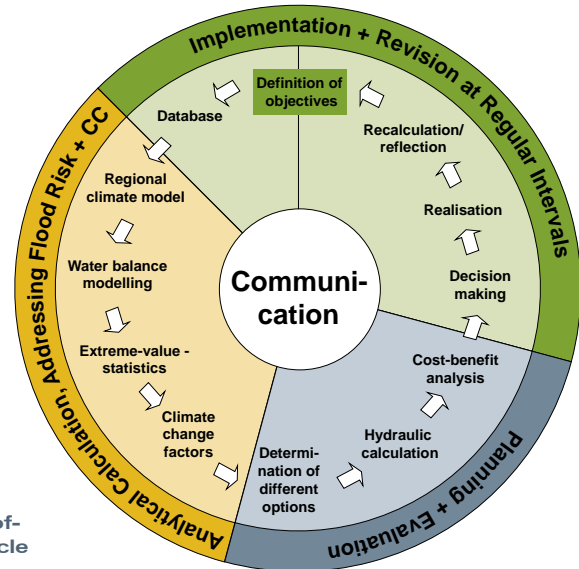 Implementation + Revision at Regular Intervals
Definition of
objectives
Database
Regional
climate model
Water balance
modelling
Extreme-value -
statistics
Climate
change
factors
Determi-
nation of
different
options
Hydraulic
calculation
Cost-benefit
analysis
Decision
making
Realisation
Recalculation/
reflection
Communi-
cation
Analytical Calculation, Addressing Flood Risk + CC
Planning + Evaluation
of-
cle